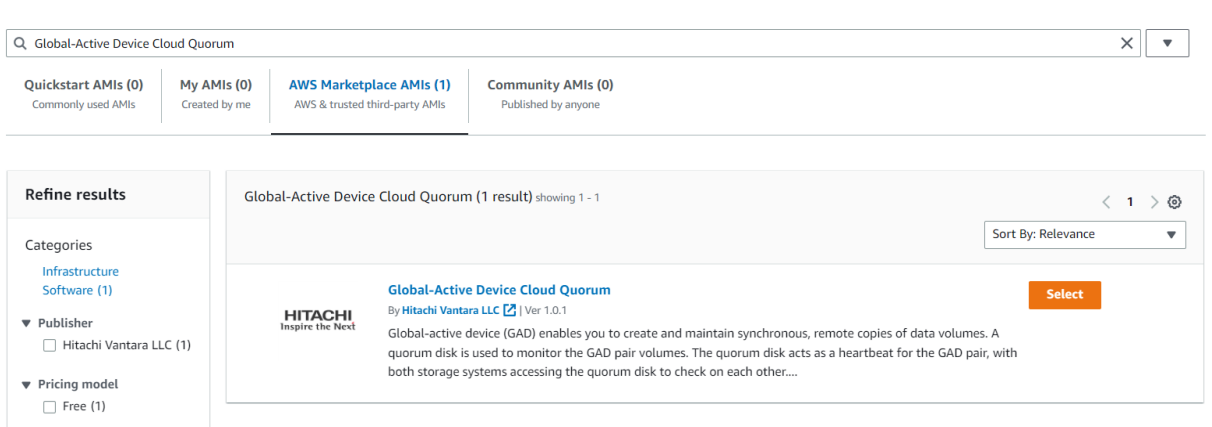 Global-Active Device Cloud Quorum
Quickstart AMIs (0)
Commonly used AMIs
My AMIs (0)
Created by me
AWS Marketplace AMIs (1)
AWS & trusted third-party AMIs
Community AMIs (0)
Published by anyone
Refine results
Categories
Infrastructure
Software (1)
Publisher
Hitachi Vantara LLC (1)
Pricing model
Free (1)
Global-Active Device Cloud Quorum (1 result) showing 1 - 1
1
Sort By: Relevance
HITACHI
Inspire the Next
Global-Active Device Cloud Quorum
By Hitachi Vantara LLC | Ver 1.0.1
Global-active device (GAD) enables you to create and maintain synchronous, remote copies of data volumes. A
quorum disk is used to monitor the GAD pair volumes. The quorum disk acts as a heartbeat for the GAD pair, with
both storage systems accessing the quorum disk to check on each other....
Select